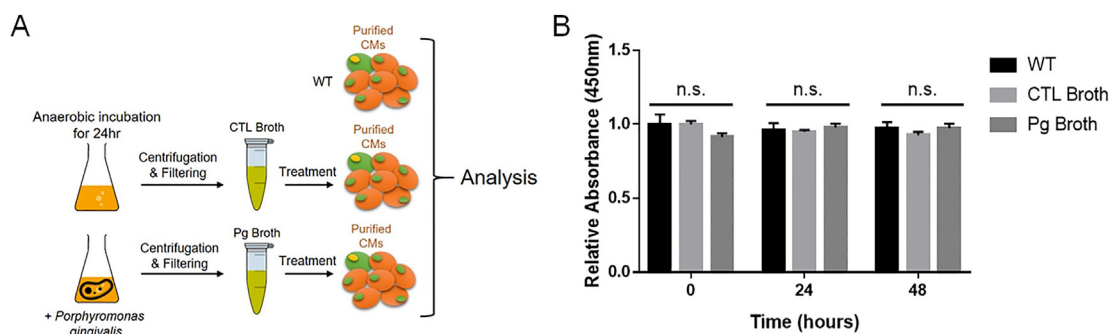 A
Purified
CMs
WT
Anaerobic incubation
for 24hr
Centrifugation
& Filtering
CTL Broth
Treatment
Purified
CMs
Analysis
Centrifugation
& Filtering
Pg Broth
Treatment
Purified
CMs
+ Porphyromonas
gingivalis
B
Relative Absorbance (450nm)
1.5
1.0
0.5
0.0
n.s.
n.s.
n.s.
0
24
48
Time (hours)
WT
CTL Broth
Pg Broth